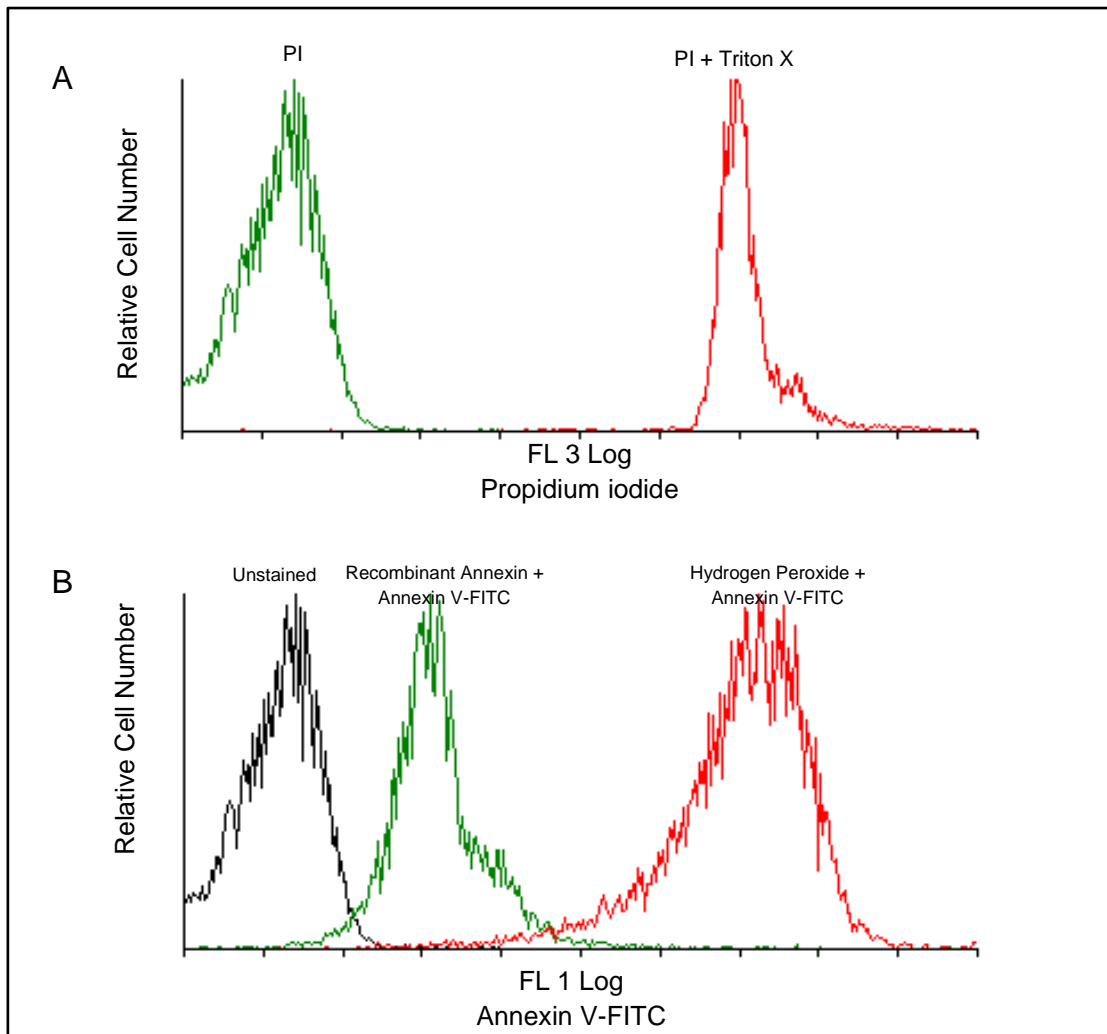 A
PI
PI + Triton X
Relative Cell Number
FL 3 Log
Propidium iodide
B
Unstained
Recombinant Annexin +
Annexin V-FITC
Hydrogen Peroxide +
Annexin V-FITC
Relative Cell Number
FL 1 Log
Annexin V-FITC